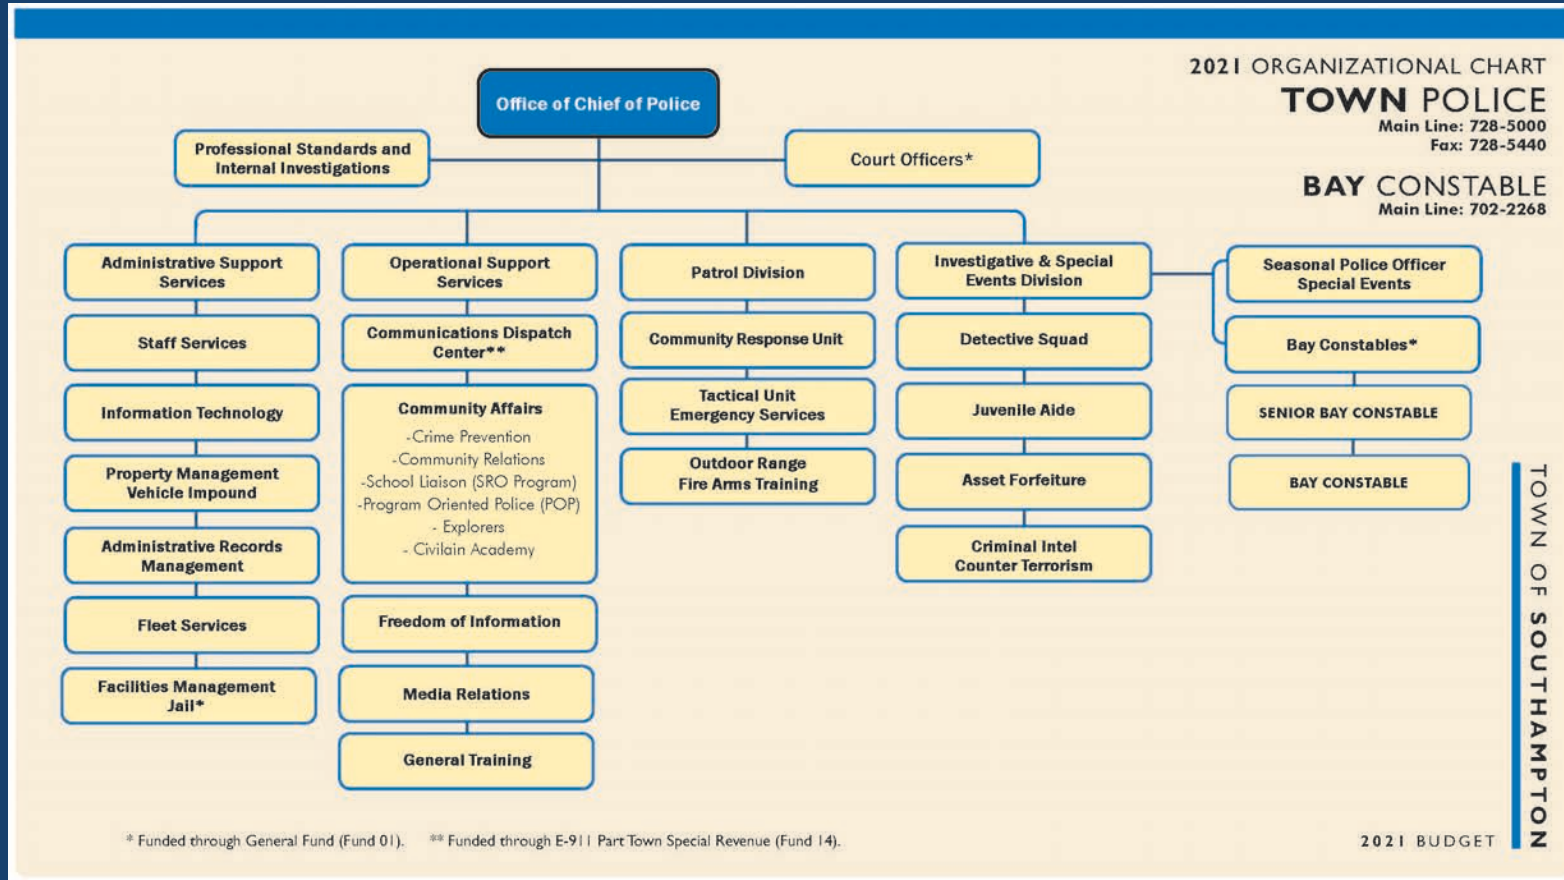 2021 ORGANIZATIONAL CHART
TOWN POLICE
Main Line: 728-5000
Fax: 728-5440
BAY CONSTABLE
Main Line: 702-2268
Office of Chief of Police
Professional Standards and
Internal Investigations
Court Officers*
Administrative Support
Services
Staff Services
Information Technology
Property Management
Vehicle Impound
Administrative Records
Management
Fleet Services
Facilities Management
Jail*
Operational Support
Services
Communications Dispatch
Center**
Community Affairs
-Crime Prevention
-Community Relations
-School Liaison (SRO Program)
-Program Oriented Police (POP)
- Explorers
- Civilain Academy
Freedom of Information
Media Relations
General Training
Patrol Division
Community Response Unit
Tactical Unit
Emergency Services
Outdoor Range
Fire Arms Training
Investigative & Special
Events Division
Detective Squad
Juvenile Aide
Asset Forfeiture
Criminal Intel
Counter Terrorism
Seasonal Police Officer
Special Events
Bay Constables*
SENIOR BAY CONSTABLE
BAY CONSTABLE
TOWN OF SOUTHAMPTON
* Funded through General Fund (Fund 01). ** Funded through E-911 Part Town Special Revenue (Fund 14).
2021 BUDGET